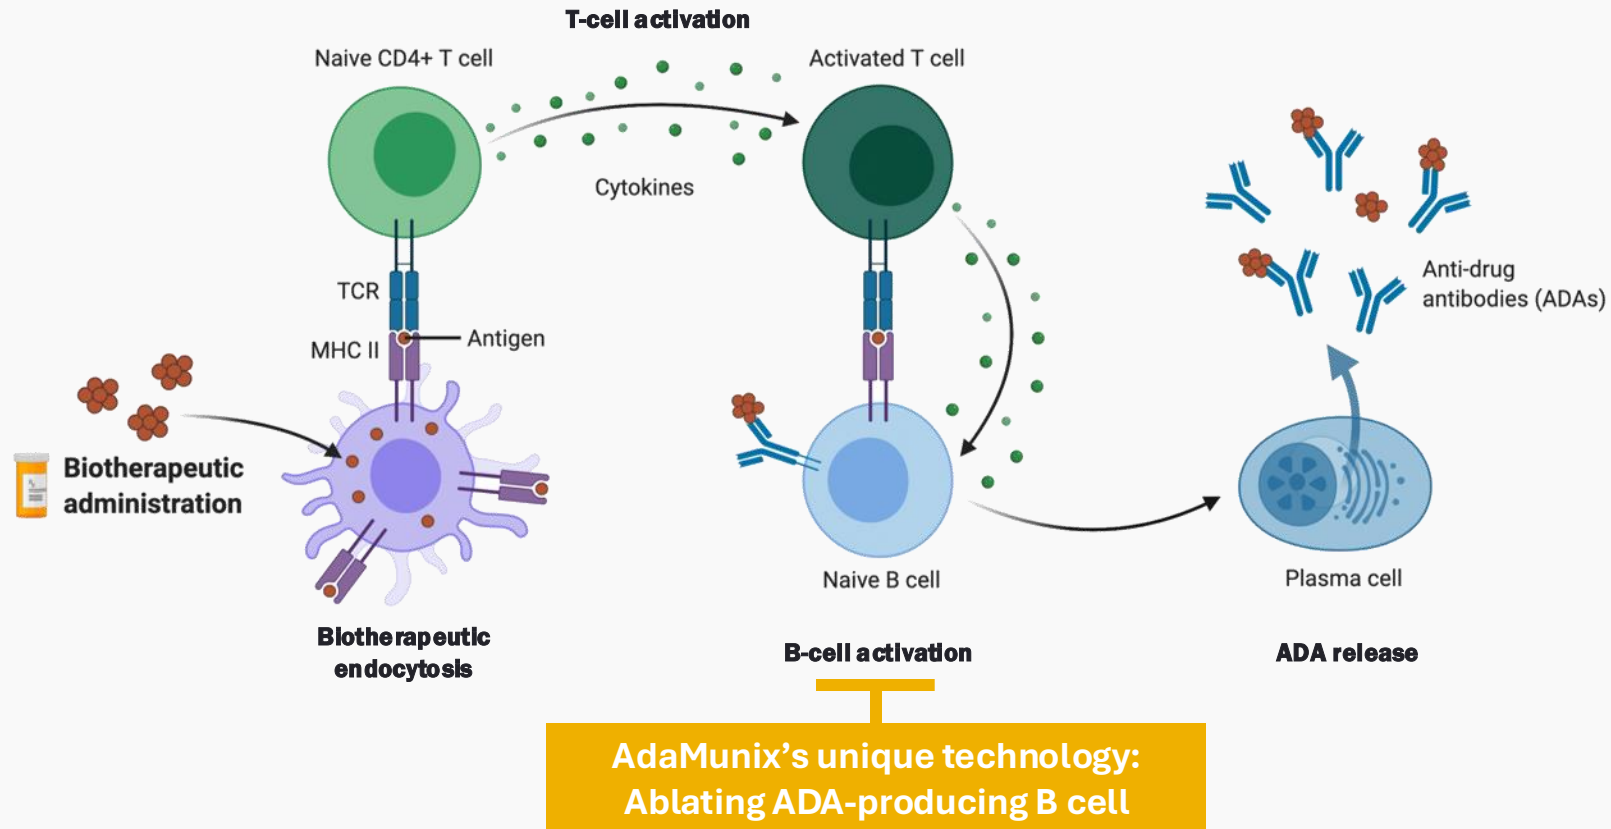 T-cell activation
Naive CD4+ T cell
Activated T cell
Cytokines
TCR
Antigen
MHC II
Anti-drug
antibodies (ADAs)
Biotherapeutic
administration
Naive B cell
Plasma cell
Biotherapeutic
endocytosis
B-cell activation
ADA release
AdaMunix’s unique technology:
Ablating ADA-producing B cell